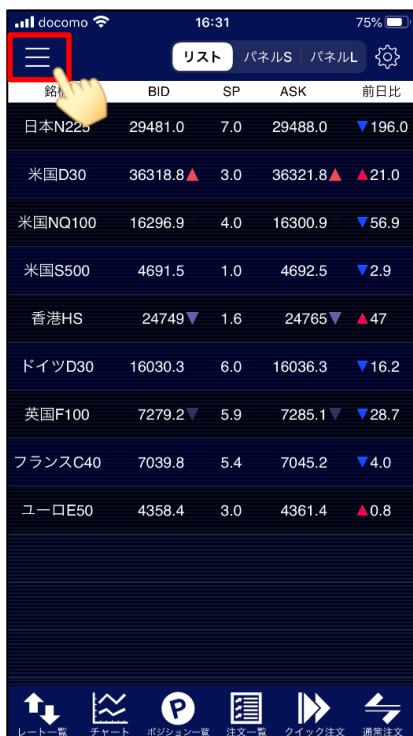 docomo 16:31 75%
リスト パネルS パネルL
銘柄 BID SP ASK 前日比
日本N225 29481.0 7.0 29488.0 ▼196.0
米国D30 36318.8▲ 3.0 36321.8▲ ▲21.0
米国NQ100 16296.9 4.0 16300.9 ▼56.9
米国S500 4691.5 1.0 4692.5 ▼2.9
香港HS 24749▼ 1.6 24765▼ ▲47
ドイツD30 16030.3 6.0 16036.3 ▼16.2
英国F100 7279.2▼ 5.9 7285.1▼ ▼28.7
フランスC40 7039.8 5.4 7045.2 ▼4.0
ユーロE50 4358.4 3.0 4361.4 ▲0.8
P
レート一覧 チャート ポジション一覧 注文一覧 クイック注文 通常注文